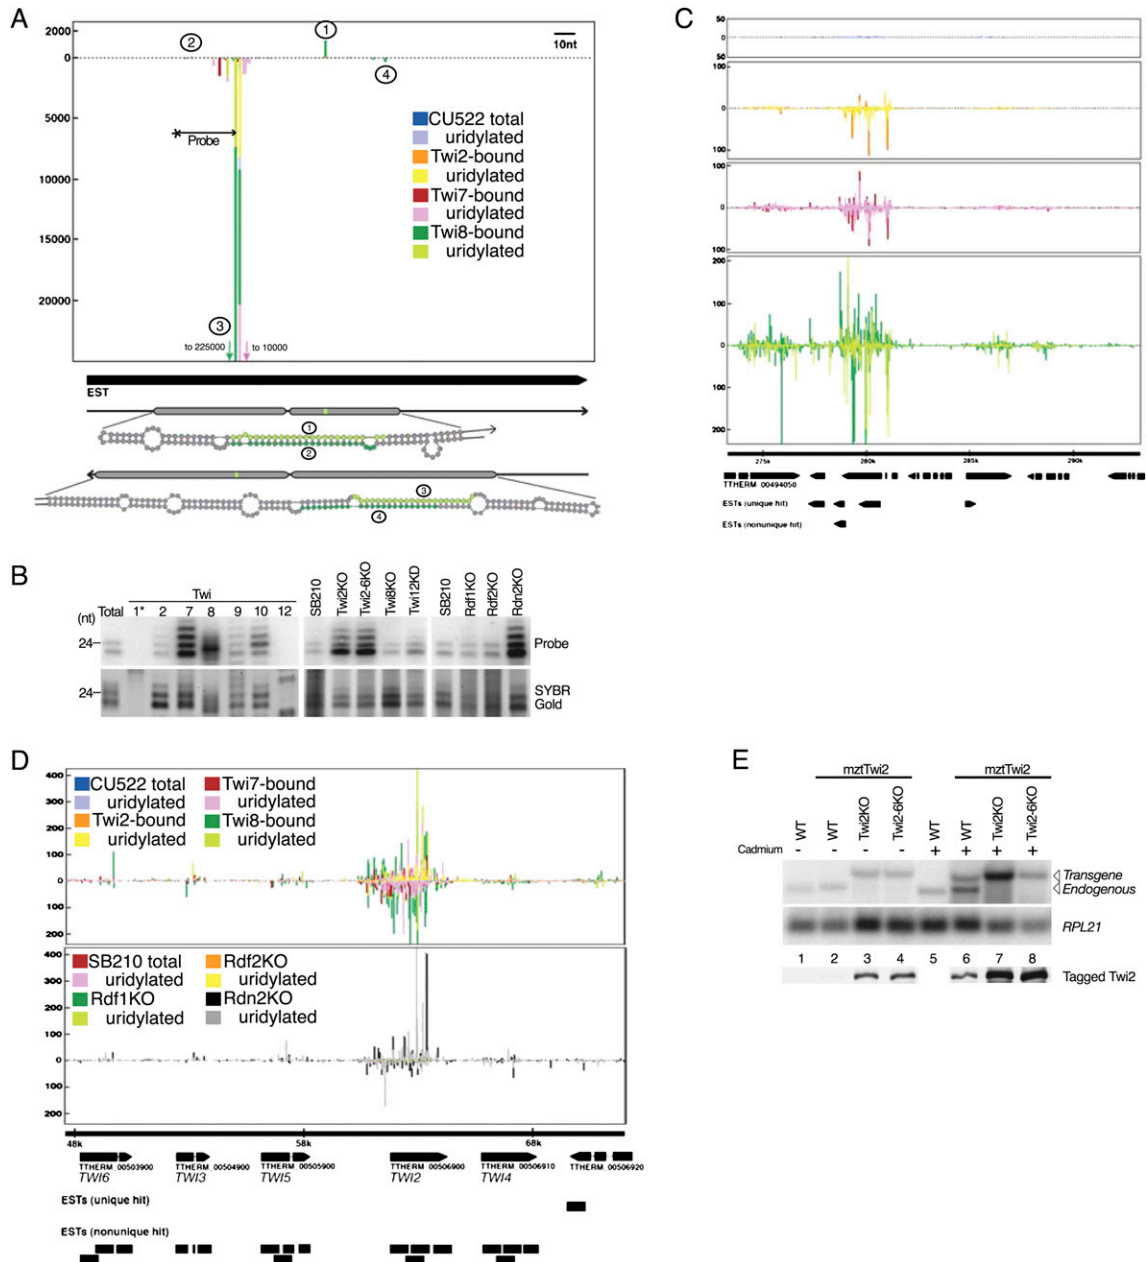 A
2000
0
5000
10000
15000
20000
1
2
4
10nt
Probe
CU522 total
uridylated
Twi2-bound
uridylated
Twi7-bound
uridylated
Twi8-bound
uridylated
3
to 225000
to 10000
EST
1
2
3
4
B
Twi
Total 1* 2 7 8 9 10 12
SB210 Twi2KO Twi2-6KO Twi8KO Twi12KD
SB210 Rdf1KO Rdf2KO Rdn2KO
(nt)
24
Probe
24
SYBR
Gold
C
50
0
50
100
0
100
100
0
100
200
100
0
100
200
275k 280k 285k 290k
TTHERM 00494050
ESTs (unique hit)
ESTs (nonunique hit)
D
400
300
200
100
0
100
200
CU522 total
uridylated
Twi2-bound
uridylated
Twi7-bound
uridylated
Twi8-bound
uridylated
400
300
200
100
0
100
200
SB210 total
uridylated
Rdf1KO
uridylated
Rdf2KO
uridylated
Rdn2KO
uridylated
48k 58k 68k
TTHERM 00503900 TTHERM 00504900 TTHERM 00505900 TTHERM 00506900 TTHERM 00506910 TTHERM 00506920
TWI6 TWI3 TWI5 TWI2 TWI4
ESTs (unique hit)
ESTs (nonunique hit)
E
mztTwi2 mztTwi2
WT WT Twi2KO Twi2-6KO WT WT Twi2KO Twi2-6KO
Cadmium - - - - + + + +
Transgene
Endogenous
RPL21
1 2 3 4 5 6 7 8
Tagged Twi2